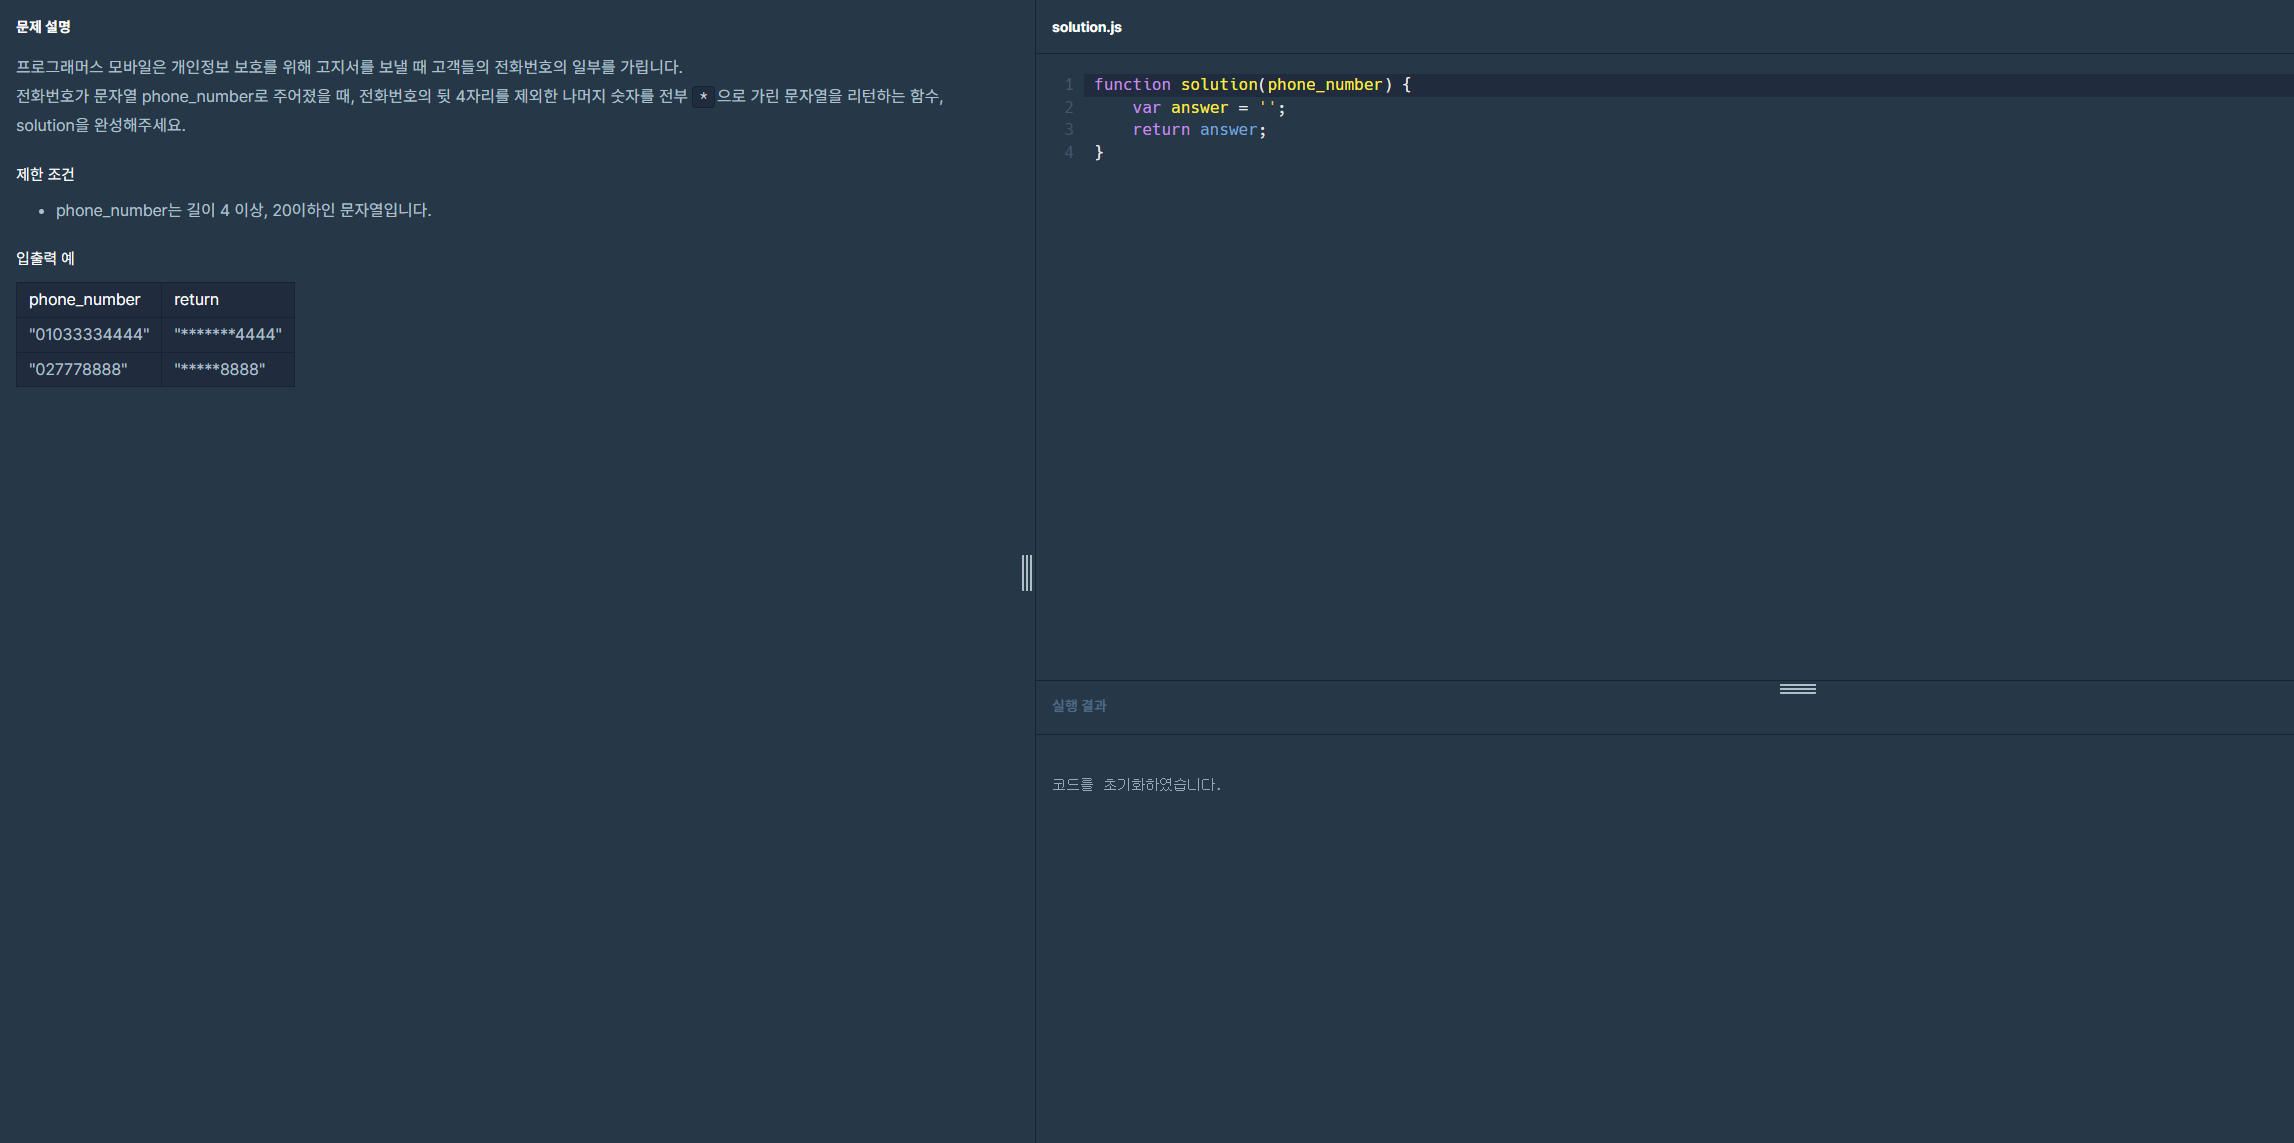 문제 설명
프로그래머스 모바일은 개인정보 보호를 위해 고지서를 보낼 때 고객들의 전화번호의 일부를 가립니다.
전화번호가 문자열 phone_number로 주어졌을 때, 전화번호의 뒷 4자리를 제외한 나머지 숫자를 전부 * 으로 가린 문자열을 리턴하는 함수,
solution을 완성해주세요.
제한 조건
• phone_number는 길이 4 이상, 20이하인 문자열입니다.
입출력 예
phone_number return
"01033334444" "*******4444"
"027778888" "*****8888"
solution.js
1 function solution(phone_number) {
2     var answer = '';
3     return answer;
4 }
실행 결과
코드를 초기화하였습니다.